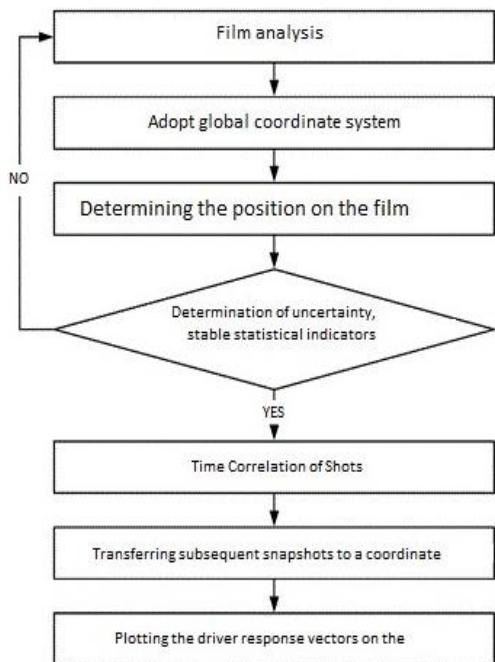 Film analysis
Adopt global coordinate system
NO
Determining the position on the film
Determination of uncertainty,
stable statistical indicators
YES
Time Correlation of Shots
Transferring subsequent snapshots to a coordinate
Plotting the driver response vectors on the